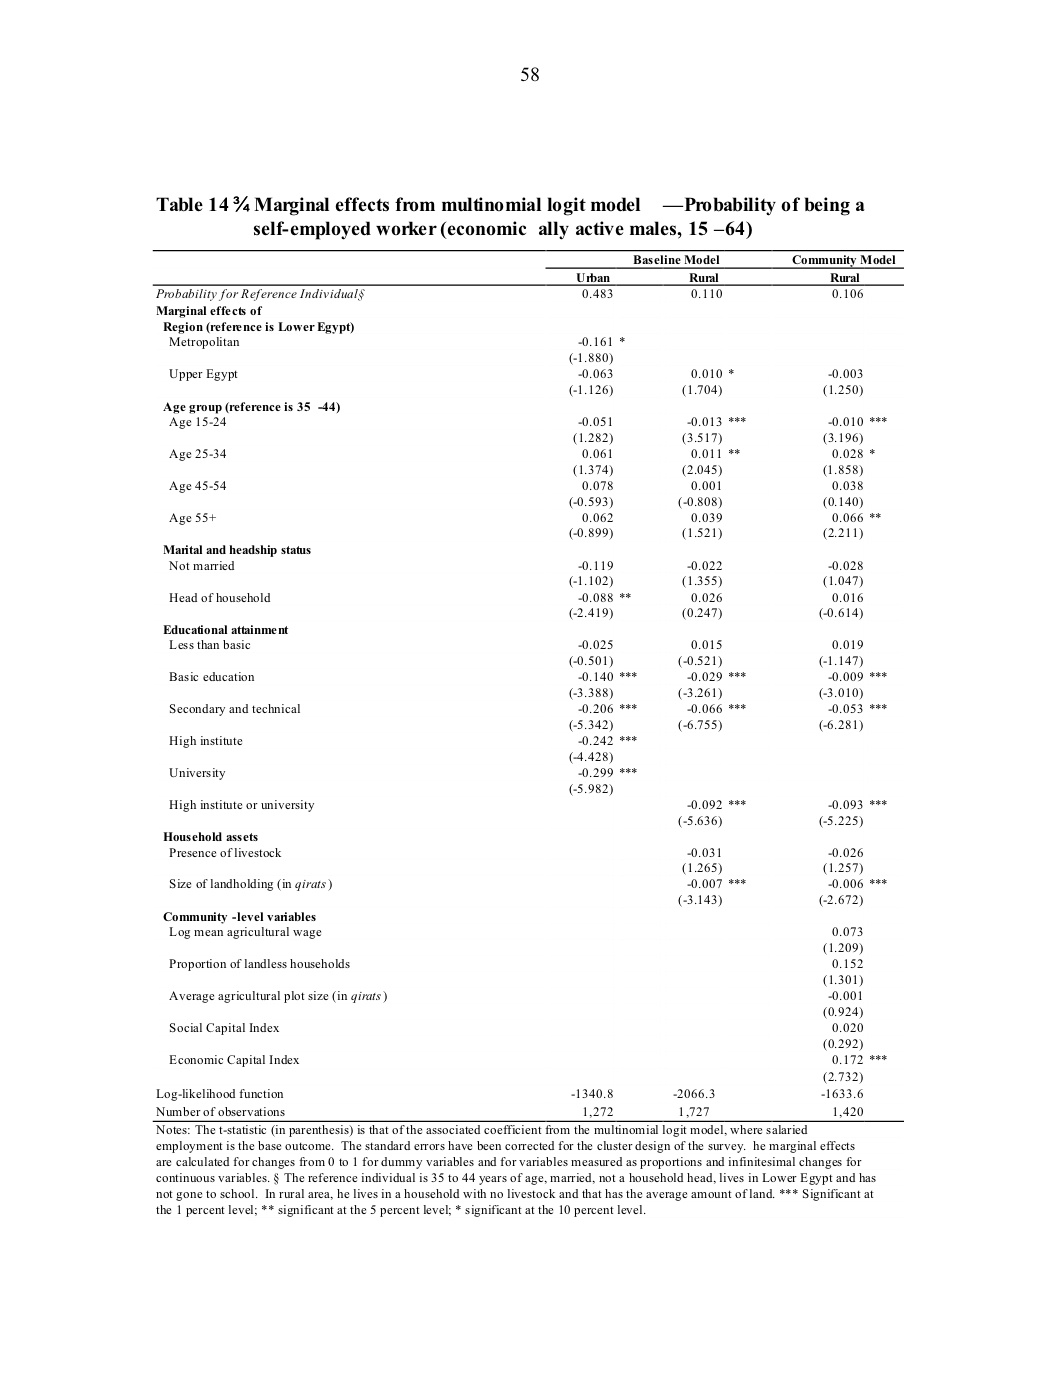 58
Table 14 ¾ Marginal effects from multinomial logit model —Probability of being a
self-employed worker (economic ally active males, 15 –64)
Baseline Model Community Model
Urban Rural Rural
Probability for Reference Individual§ 0.483 0.110 0.106
Marginal effects of
Region (reference is Lower Egypt)
Metropolitan -0.161 *
(-1.880)
Upper Egypt -0.063 0.010 * -0.003
(-1.126) (1.704) (1.250)
Age group (reference is 35 -44)
Age 15-24 -0.051 -0.013 *** -0.010 ***
(1.282) (3.517) (3.196)
Age 25-34 0.061 0.011 ** 0.028 *
(1.374) (2.045) (1.858)
Age 45-54 0.078 0.001 0.038
(-0.593) (-0.808) (0.140)
Age 55+ 0.062 0.039 0.066 **
(-0.899) (1.521) (2.211)
Marital and headship status
Not married -0.119 -0.022 -0.028
(-1.102) (1.355) (1.047)
Head of household -0.088 ** 0.026 0.016
(-2.419) (0.247) (-0.614)
Educational attainment
Less than basic -0.025 0.015 0.019
(-0.501) (-0.521) (-1.147)
Basic education -0.140 *** -0.029 *** -0.009 ***
(-3.388) (-3.261) (-3.010)
Secondary and technical -0.206 *** -0.066 *** -0.053 ***
(-5.342) (-6.755) (-6.281)
High institute -0.242 ***
(-4.428)
University -0.299 ***
(-5.982)
High institute or university -0.092 *** -0.093 ***
(-5.636) (-5.225)
Household assets
Presence of livestock -0.031 -0.026
(1.265) (1.257)
Size of landholding (in qirats) -0.007 *** -0.006 ***
(-3.143) (-2.672)
Community -level variables
Log mean agricultural wage 0.073
(1.209)
Proportion of landless households 0.152
(1.301)
Average agricultural plot size (in qirats) -0.001
(0.924)
Social Capital Index 0.020
(0.292)
Economic Capital Index 0.172 ***
(2.732)
Log-likelihood function -1340.8 -2066.3 -1633.6
Number of observations 1,272 1,727 1,420
Notes: The t-statistic (in parenthesis) is that of the associated coefficient from the multinomial logit model, where salaried
employment is the base outcome. The standard errors have been corrected for the cluster design of the survey. he marginal effects
are calculated for changes from 0 to 1 for dummy variables and for variables measured as proportions and infinitesimal changes for
continuous variables. § The reference individual is 35 to 44 years of age, married, not a household head, lives in Lower Egypt and has
not gone to school. In rural area, he lives in a household with no livestock and that has the average amount of land. *** Significant at
the 1 percent level; ** significant at the 5 percent level; * significant at the 10 percent level.